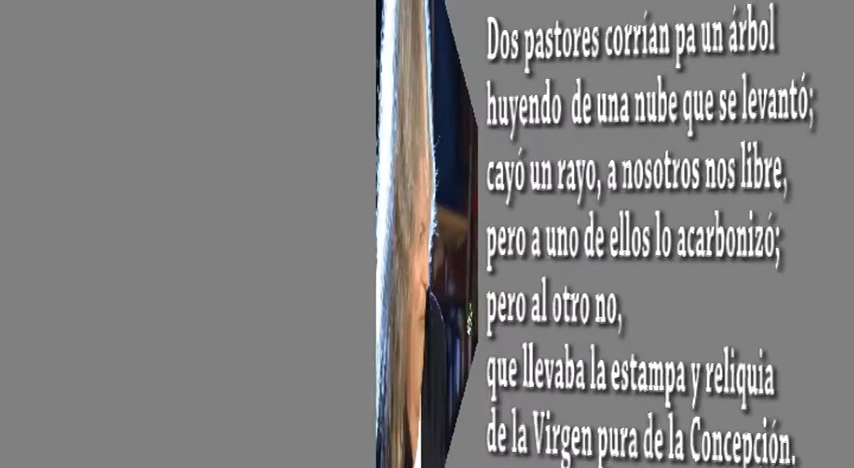 Dos pastores corrían pa un árbol
huyendo de una nube que se levantó;
cayó un rayo, a nosotros nos libre,
pero a uno de ellos lo acarbonizó;
pero al otro no,
que llevaba la estampa y reliquia
de la Virgen pura de la Concepción.